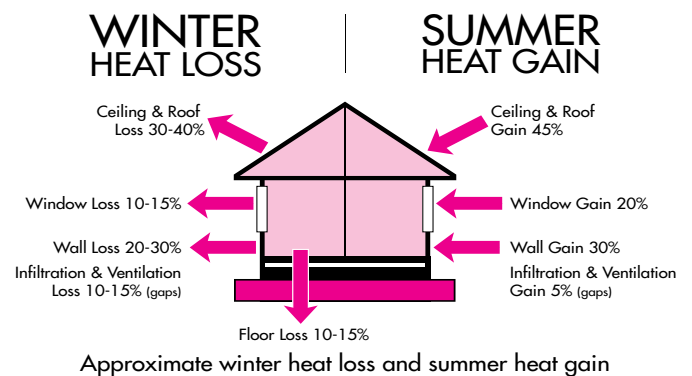 WINTER
HEAT LOSS
SUMMER
HEAT GAIN
Ceiling & Roof
Loss 30-40%
Ceiling & Roof
Gain 45%
Window Loss 10-15%
Window Gain 20%
Wall Loss 20-30%
Wall Gain 30%
Infiltration & Ventilation
Loss 10-15% (gaps)
Infiltration & Ventilation
Gain 5% (gaps)
Floor Loss 10-15%
Approximate winter heat loss and summer heat gain